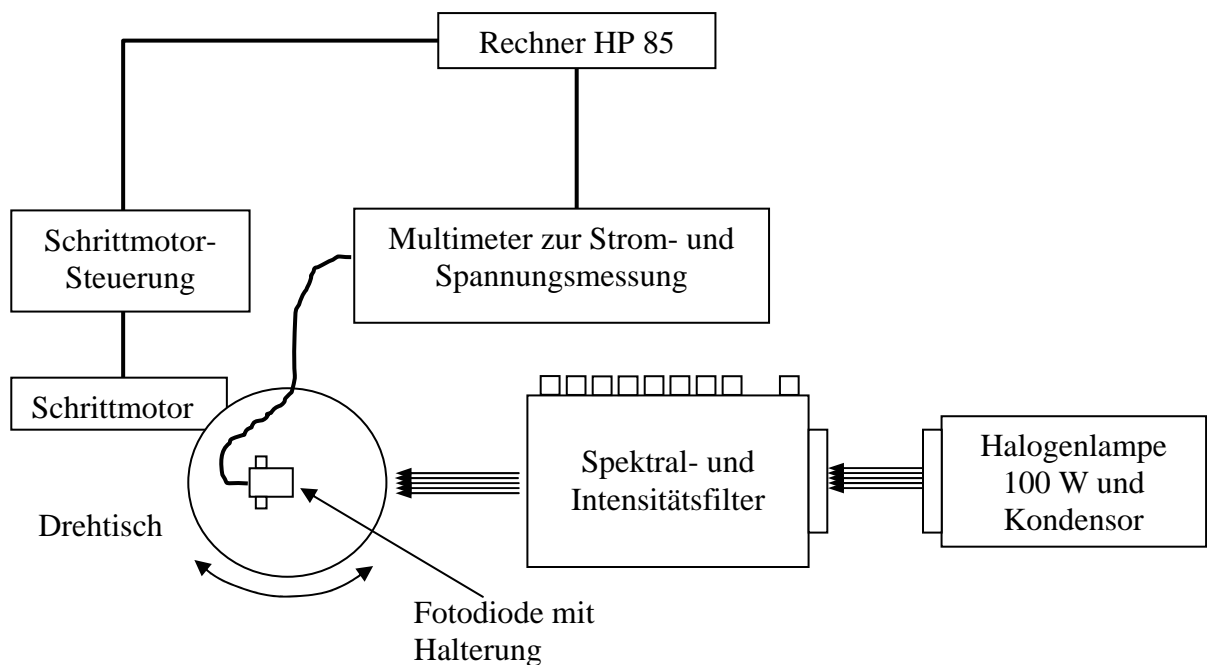 Rechner HP 85
Schrittmotor-
Steuerung
Multimeter zur Strom- und
Spannungsmessung
Schrittmotor
Spektral- und
Intensitätsfilter
Halogenlampe
100 W und
Kondensor
Drehtisch
Fotodiode mit
Halterung